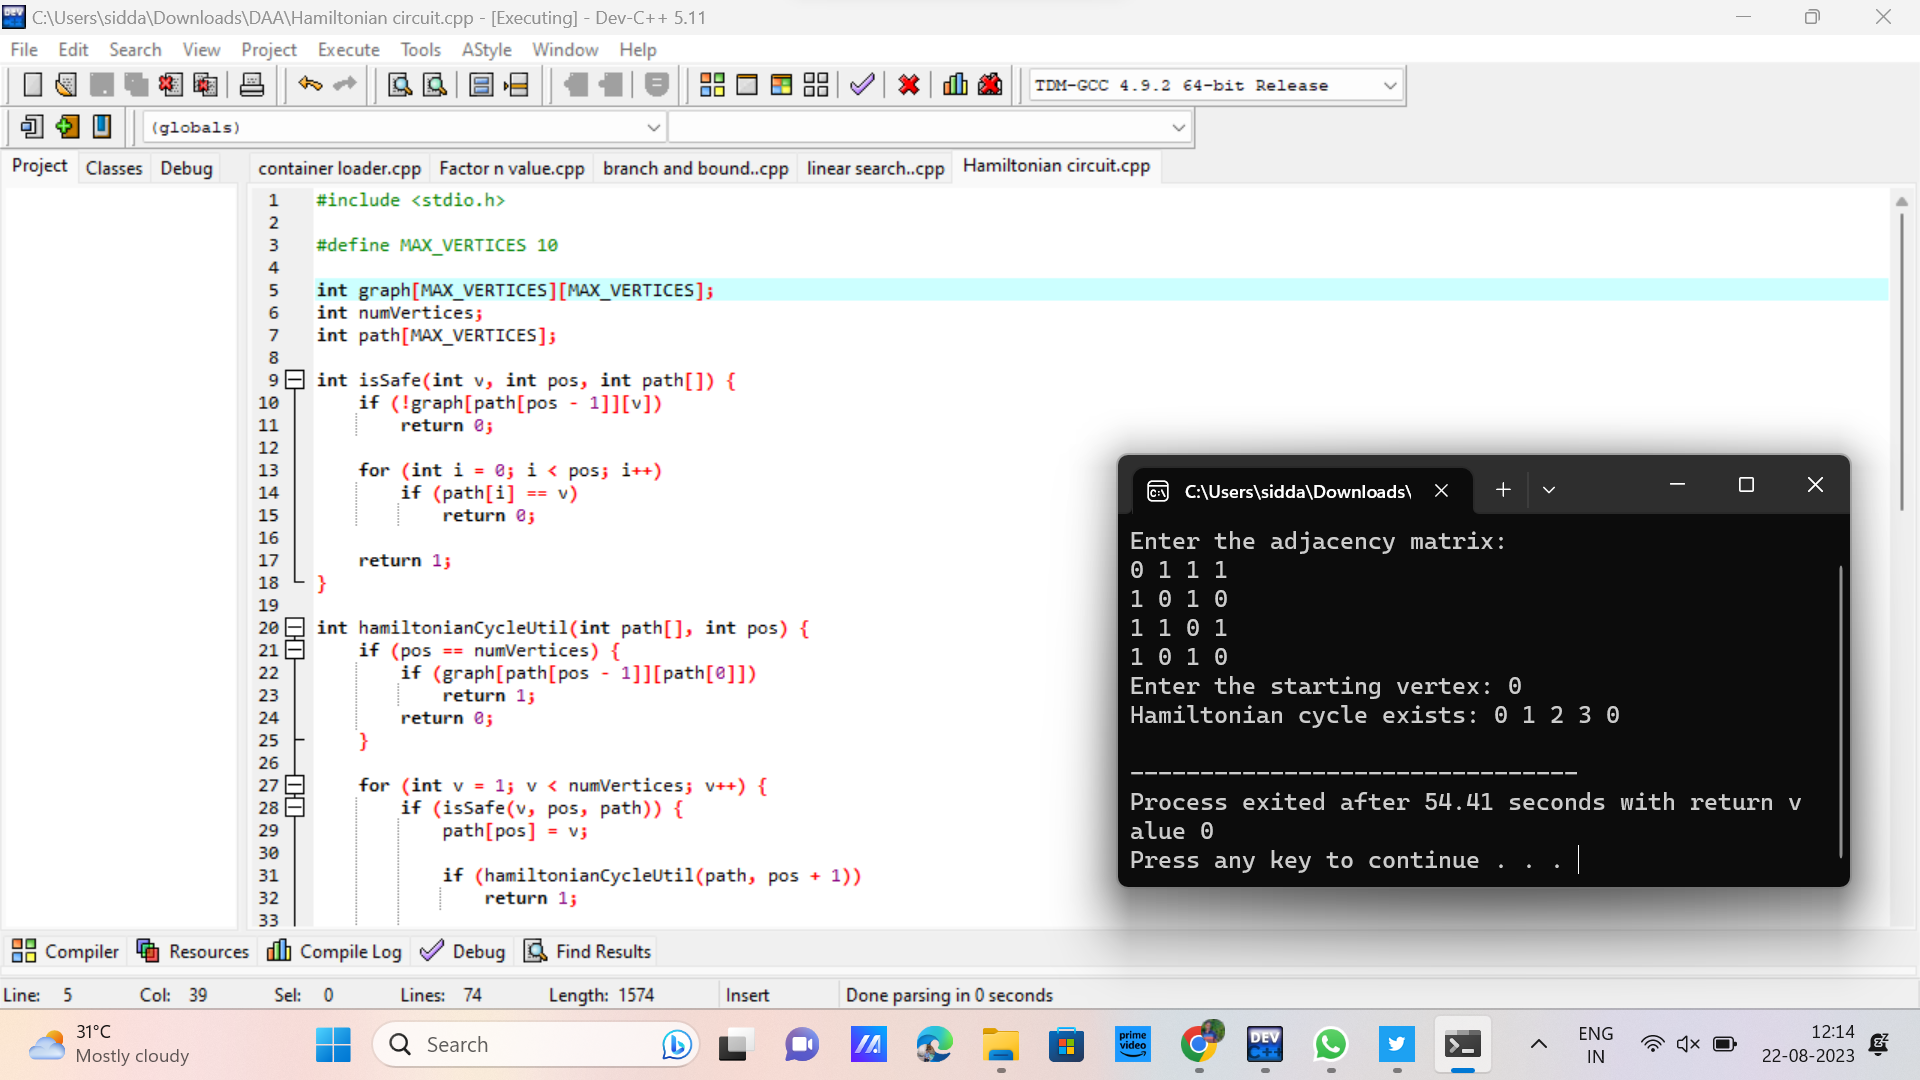 C:\Users\sidda\Downloads\DAA\Hamiltonian circuit.cpp - [Executing] - Dev-C++ 5.11
File Edit Search View Project Execute Tools AStyle Window Help
TDM-GCC 4.9.2 64-bit Release
(globals)
Project Classes Debug
container loader.cpp Factor n value.cpp branch and bound..cpp linear search..cpp Hamiltonian circuit.cpp
1 #include <stdio.h>
2
3 #define MAX_VERTICES 10
4
5 int graph[MAX_VERTICES][MAX_VERTICES];
6 int numVertices;
7 int path[MAX_VERTICES];
8
9 int isSafe(int v, int pos, int path[]) {
10 if (!graph[path[pos - 1]][v])
11 return 0;
12
13 for (int i = 0; i < pos; i++)
14 if (path[i] == v)
15 return 0;
16
17 return 1;
18 }
19
20 int hamiltonianCycleUtil(int path[], int pos) {
21 if (pos == numVertices) {
22 if (graph[path[pos - 1]][path[0]])
23 return 1;
24 return 0;
25 }
26
27 for (int v = 1; v < numVertices; v++) {
28 if (isSafe(v, pos, path)) {
29 path[pos] = v;
30
31 if (hamiltonianCycleUtil(path, pos + 1))
32 return 1;
33
C:\Users\sidda\Downloads\
Enter the adjacency matrix:
0 1 1 1
1 0 1 0
1 1 0 1
1 0 1 0
Enter the starting vertex: 0
Hamiltonian cycle exists: 0 1 2 3 0
--------------------------------
Process exited after 54.41 seconds with return v
alue 0
Press any key to continue . . .
Compiler Resources Compile Log Debug Find Results
Line: 5 Col: 39 Sel: 0 Lines: 74 Length: 1574 Insert Done parsing in 0 seconds
31°C
Mostly cloudy
Search
prime
video
DEV
C++
ENG
IN
12:14
22-08-2023